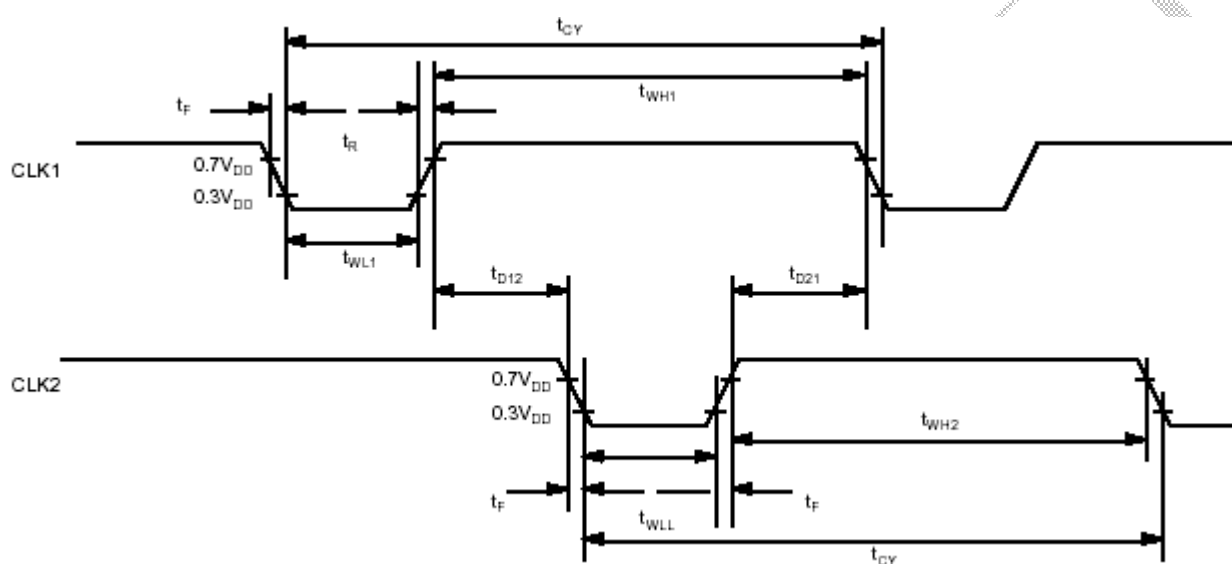 tCY
tWH1
tF
tR
CLK1
0.7VDD
0.3VDD
tWL1
tD12
tD21
CLK2
0.7VDD
0.3VDD
tWH2
tF
tWLL
tF
tCY